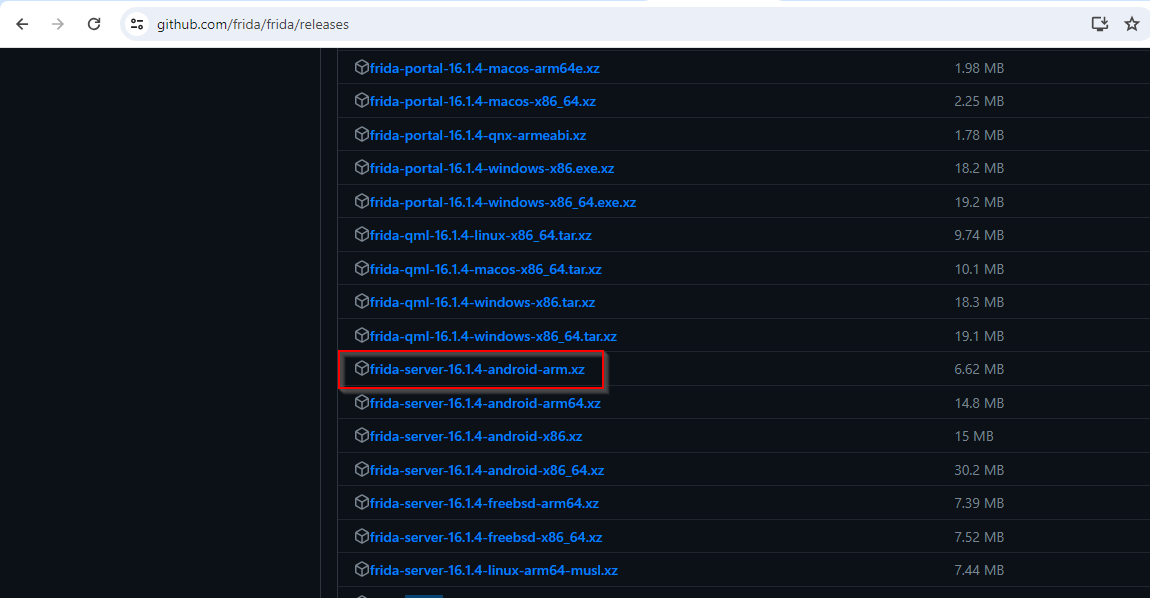 github.com/frida/frida/releases
frida-portal-16.1.4-macos-arm64e.xz 1.98 MB
frida-portal-16.1.4-macos-x86_64.xz 2.25 MB
frida-portal-16.1.4-qnx-armeabi.xz 1.78 MB
frida-portal-16.1.4-windows-x86.exe.xz 18.2 MB
frida-portal-16.1.4-windows-x86_64.exe.xz 19.2 MB
frida-qml-16.1.4-linux-x86_64.tar.xz 9.74 MB
frida-qml-16.1.4-macos-x86_64.tar.xz 10.1 MB
frida-qml-16.1.4-windows-x86.tar.xz 18.3 MB
frida-qml-16.1.4-windows-x86_64.tar.xz 19.1 MB
frida-server-16.1.4-android-arm.xz 6.62 MB
frida-server-16.1.4-android-arm64.xz 14.8 MB
frida-server-16.1.4-android-x86.xz 15 MB
frida-server-16.1.4-android-x86_64.xz 30.2 MB
frida-server-16.1.4-freebsd-arm64.xz 7.39 MB
frida-server-16.1.4-freebsd-x86_64.xz 7.52 MB
frida-server-16.1.4-linux-arm64-musl.xz 7.44 MB